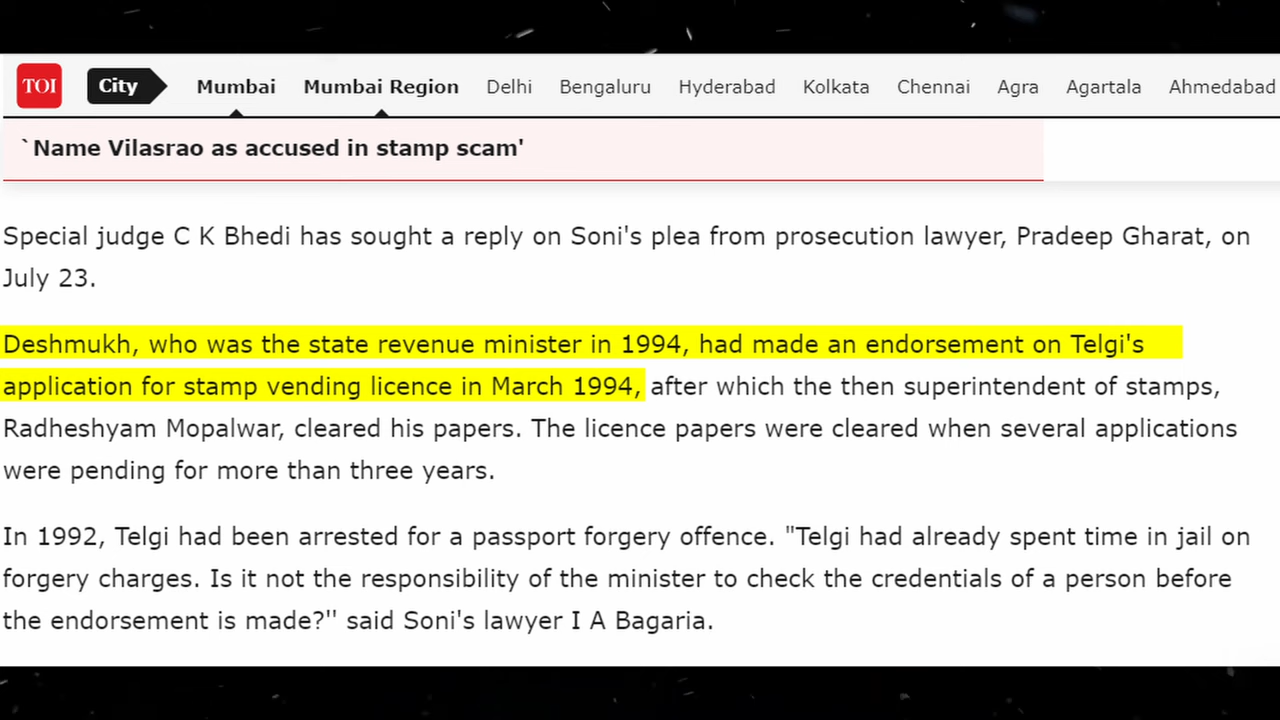 TOI City Mumbai Mumbai Region Delhi Bengaluru Hyderabad Kolkata Chennai Agra Agartala Ahmedabad
`Name Vilasrao as accused in stamp scam'
Special judge C K Bhedi has sought a reply on Soni's plea from prosecution lawyer, Pradeep Gharat, on
July 23.
Deshmukh, who was the state revenue minister in 1994, had made an endorsement on Telgi's
application for stamp vending licence in March 1994, after which the then superintendent of stamps,
Radheshyam Mopalwar, cleared his papers. The licence papers were cleared when several applications
were pending for more than three years.
In 1992, Telgi had been arrested for a passport forgery offence. "Telgi had already spent time in jail on
forgery charges. Is it not the responsibility of the minister to check the credentials of a person before
the endorsement is made?'' said Soni's lawyer I A Bagaria.